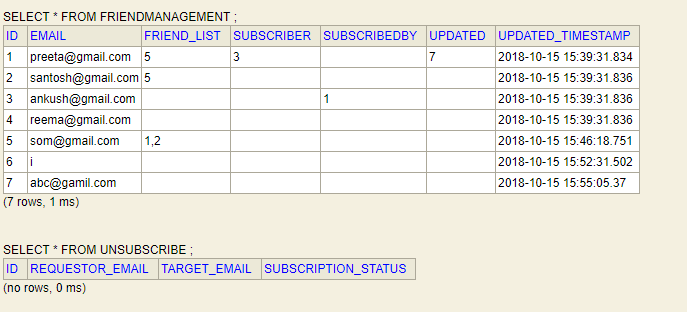 SELECT * FROM FRIENDMANAGEMENT ;
ID EMAIL FRIEND_LIST SUBSCRIBER SUBSCRIBEDBY UPDATED UPDATED_TIMESTAMP
1 preeta@gmail.com 5 3 7 2018-10-15 15:39:31.834
2 santosh@gmail.com 5 2018-10-15 15:39:31.836
3 ankush@gmail.com 1 2018-10-15 15:39:31.836
4 reema@gmail.com 2018-10-15 15:39:31.836
5 som@gmail.com 1,2 2018-10-15 15:46:18.751
6 i 2018-10-15 15:52:31.502
7 abc@gamil.com 2018-10-15 15:55:05.37
(7 rows, 1 ms)
SELECT * FROM UNSUBSCRIBE ;
ID REQUESTOR_EMAIL TARGET_EMAIL SUBSCRIPTION_STATUS
(no rows, 0 ms)